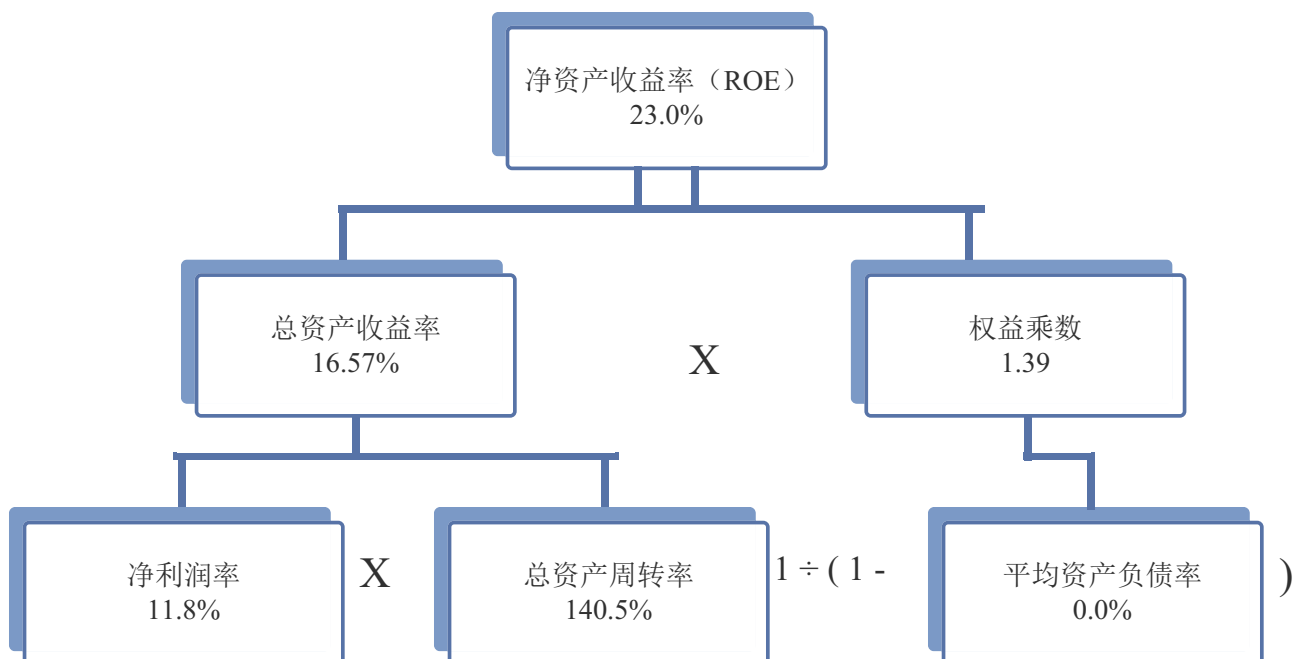 净资产收益率（ROE）
23.0%
总资产收益率
16.57%
X
权益乘数
1.39
净利润率
11.8%
X
总资产周转率
140.5%
1 ÷ ( 1 -
平均资产负债率
0.0%
)